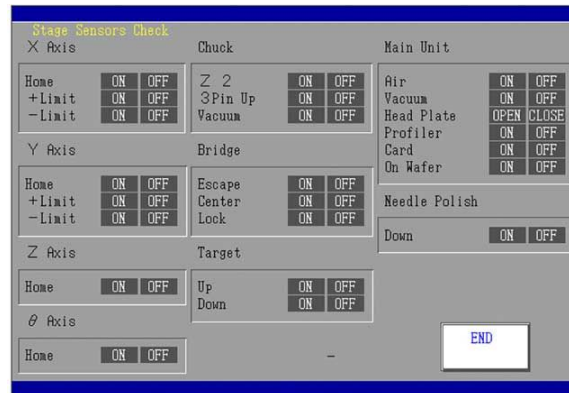 Stage Sensors Check
X Axis
Home ON OFF
+Limit ON OFF
-Limit ON OFF
Y Axis
Home ON OFF
+Limit ON OFF
-Limit ON OFF
Z Axis
Home ON OFF
θ Axis
Home ON OFF
Chuck
Z 2 ON OFF
3Pin Up ON OFF
Vacuum ON OFF
Bridge
Escape ON OFF
Center ON OFF
Lock ON OFF
Target
Up ON OFF
Down ON OFF
-
Main Unit
Air ON OFF
Vacuum ON OFF
Head Plate OPEN CLOSE
Profiler ON OFF
Card ON OFF
On Wafer ON OFF
Needle Polish
Down ON OFF
END